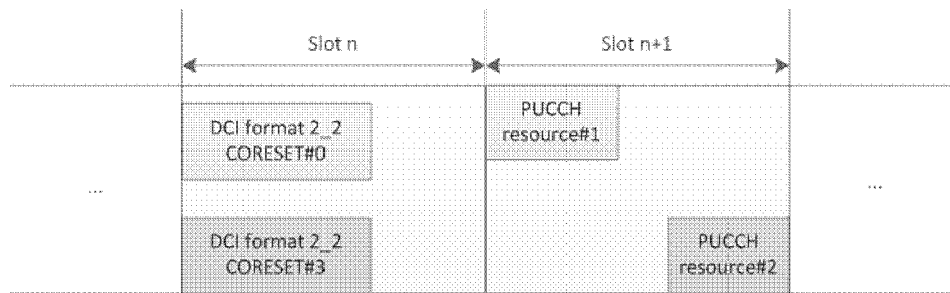 Slot n
Slot n+1
DCI format 2_2
CORESET#0
PUCCH
resource#1
...
...
DCI format 2_2
CORESET#3
PUCCH
resource#2